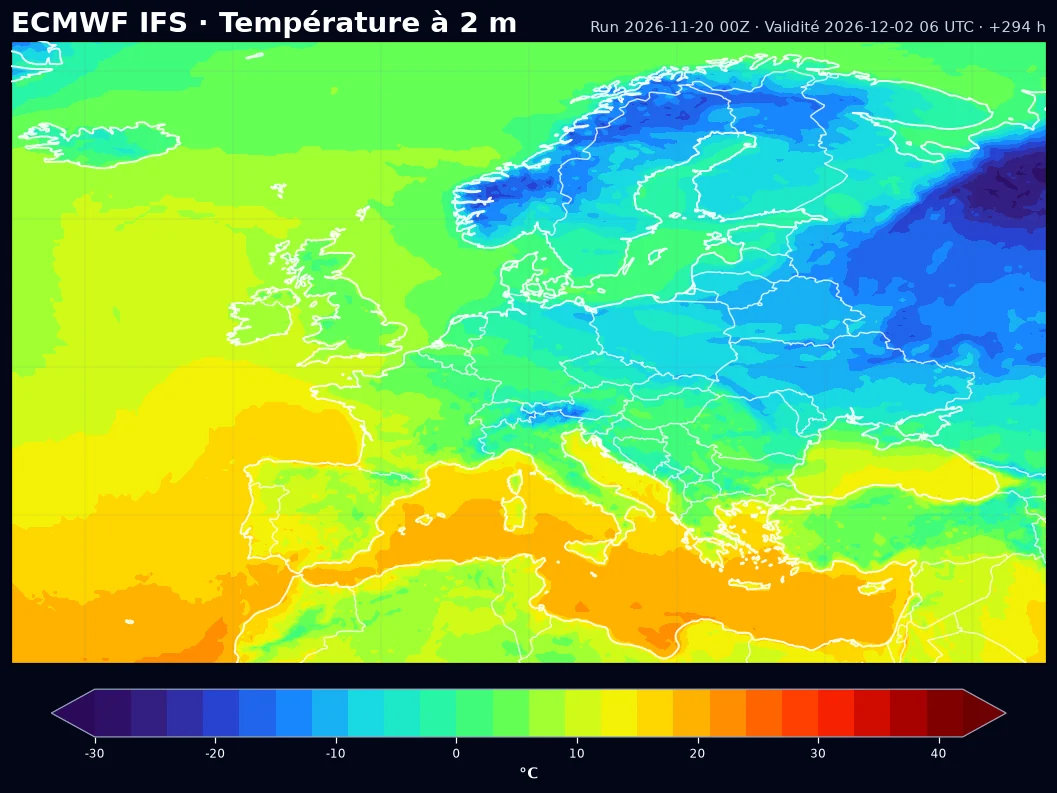 ECMWF IFS · Température à 2 m
Run 2026-11-20 00Z · Validité 2026-12-02 06 UTC · +294 h
-30 -20 -10 0 10 20 30 40
°C